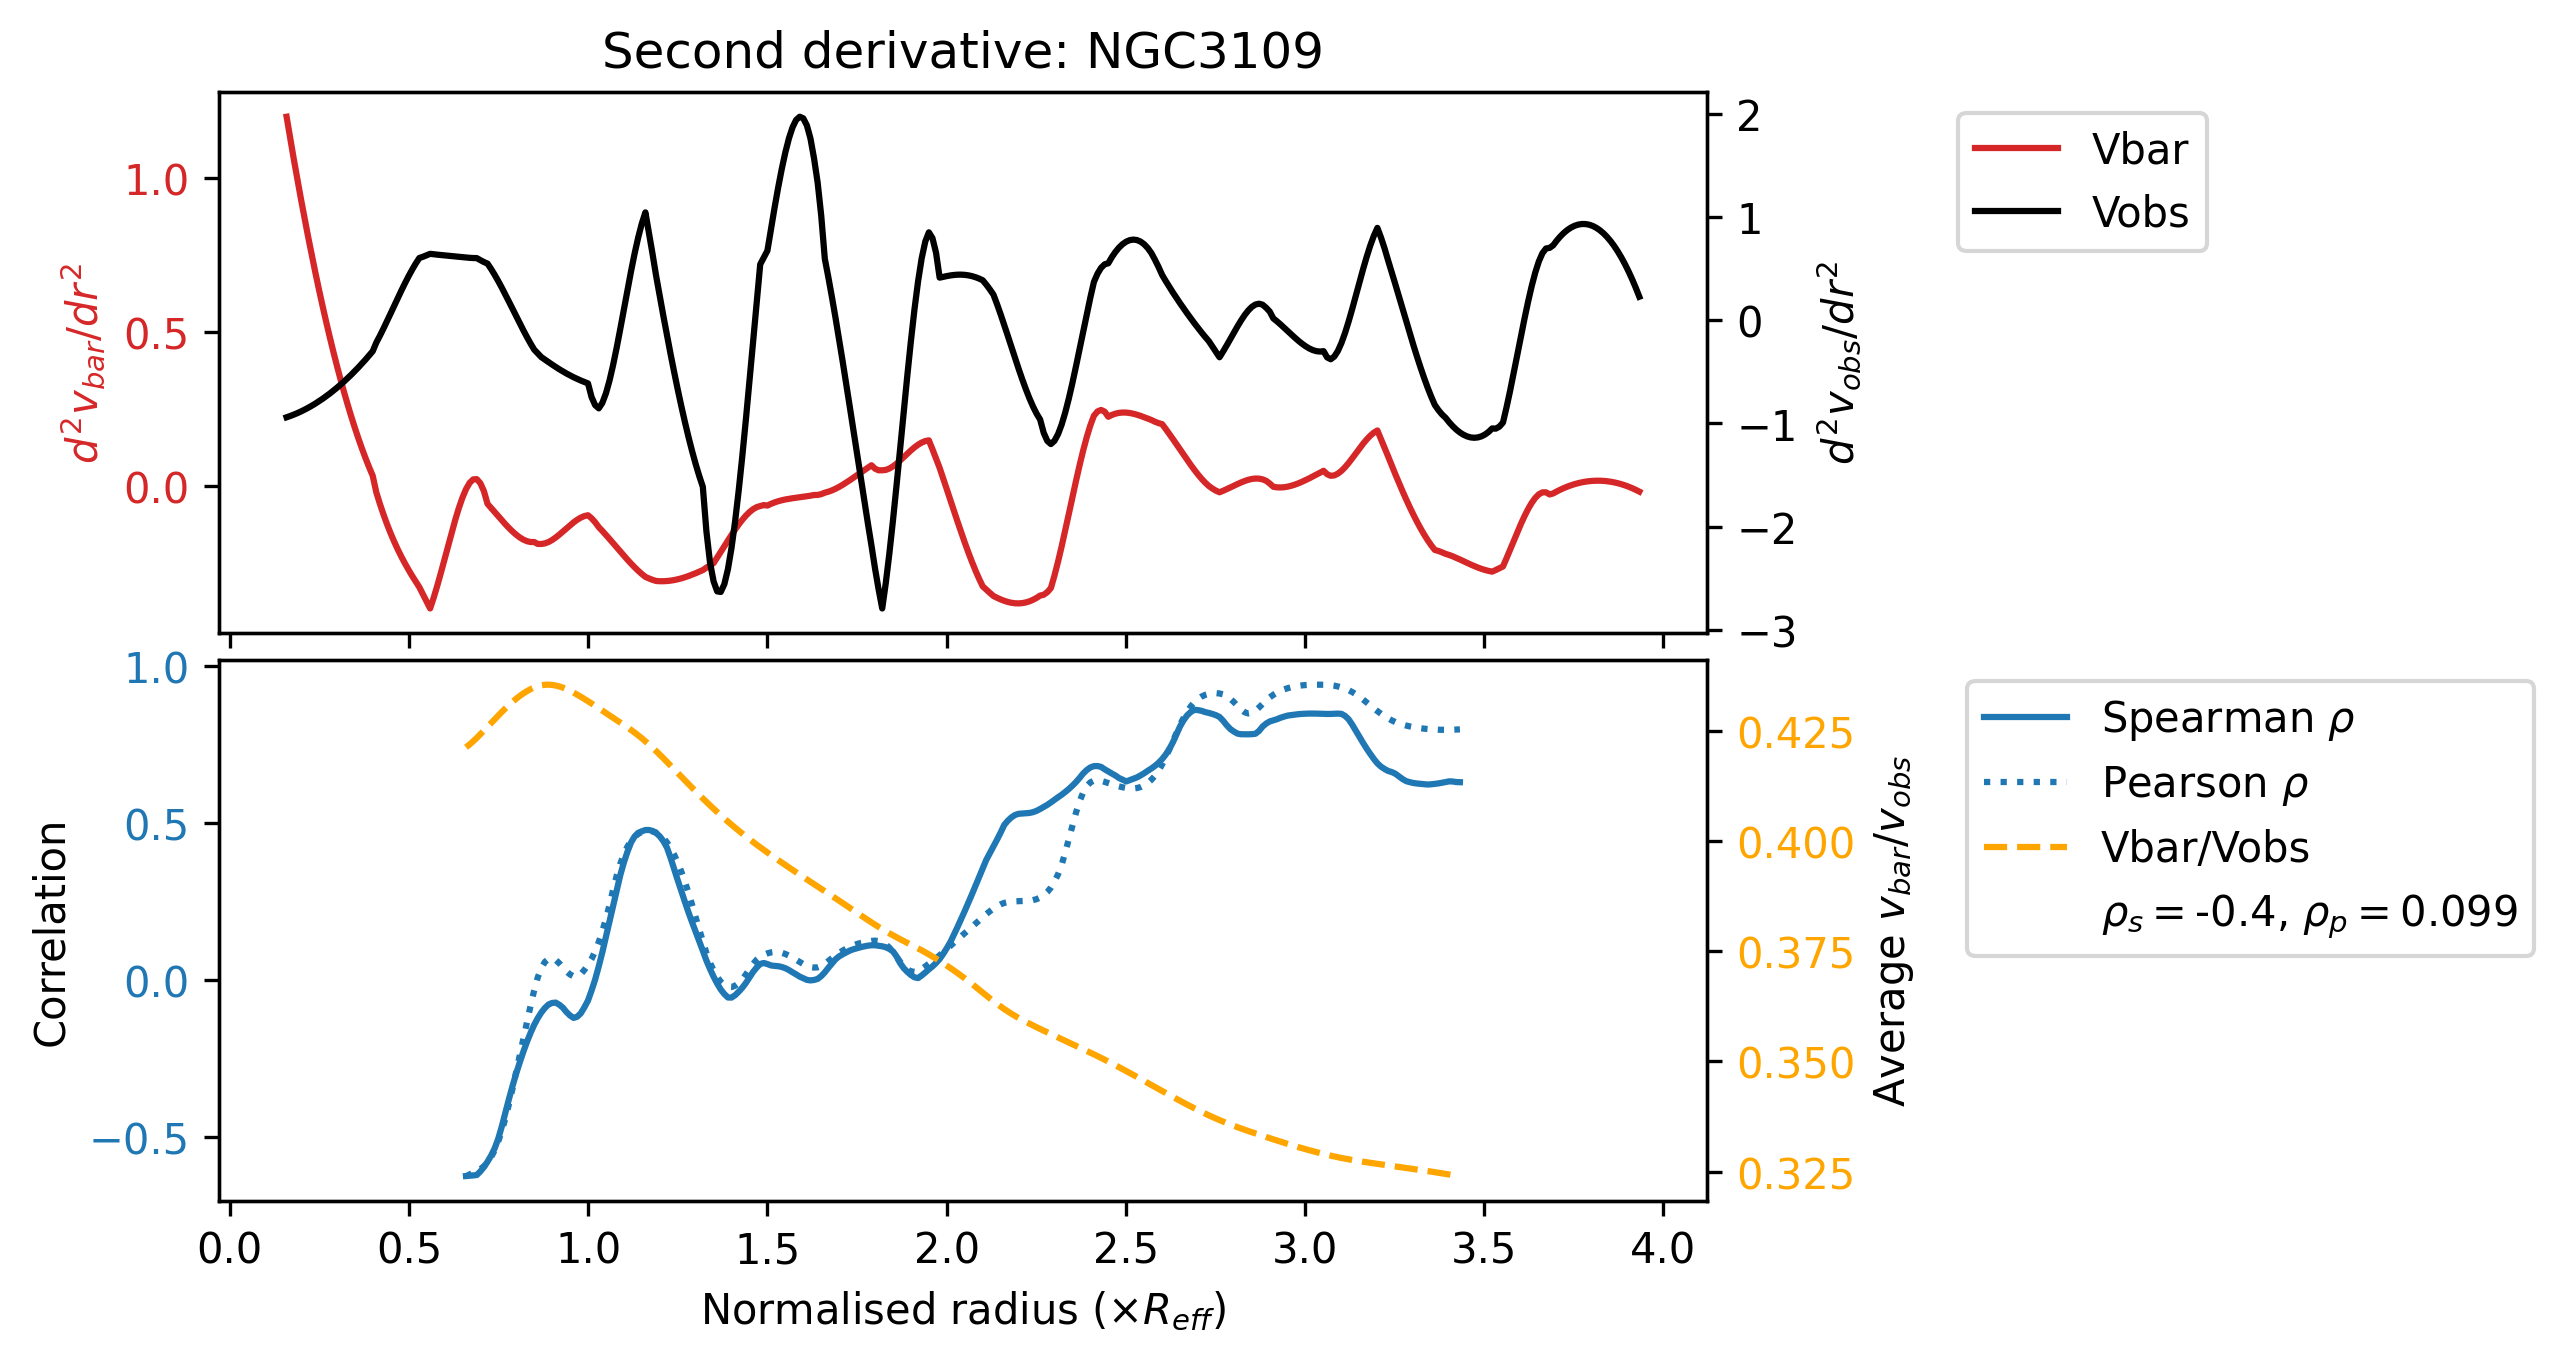 Second derivative: NGC3109
1.0
0.5
0.0
d²v_bar/dr²
2
1
0
−1
−2
−3
d²v_obs/dr²
Vbar
Vobs
1.0
0.5
0.0
−0.5
Correlation
0.425
0.400
0.375
0.350
0.325
Average v_bar/v_obs
Spearman ρ
Pearson ρ
Vbar/Vobs
ρ_s = -0.4, ρ_p = 0.099
0.0 0.5 1.0 1.5 2.0 2.5 3.0 3.5 4.0
Normalised radius (×R_eff)